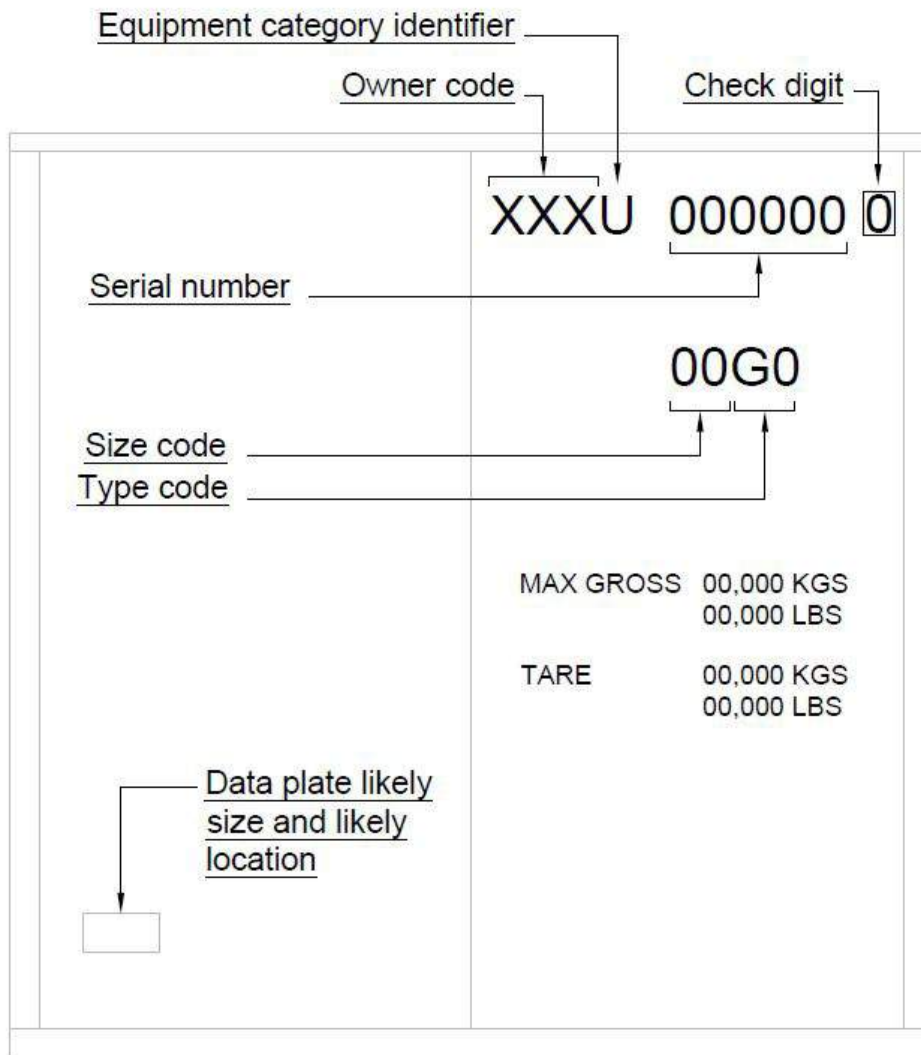 Equipment category identifier
Owner code
Check digit
XXXU 000000 0
Serial number
00G0
Size code
Type code
MAX GROSS 00,000 KGS
00,000 LBS
TARE 00,000 KGS
00,000 LBS
Data plate likely
size and likely
location